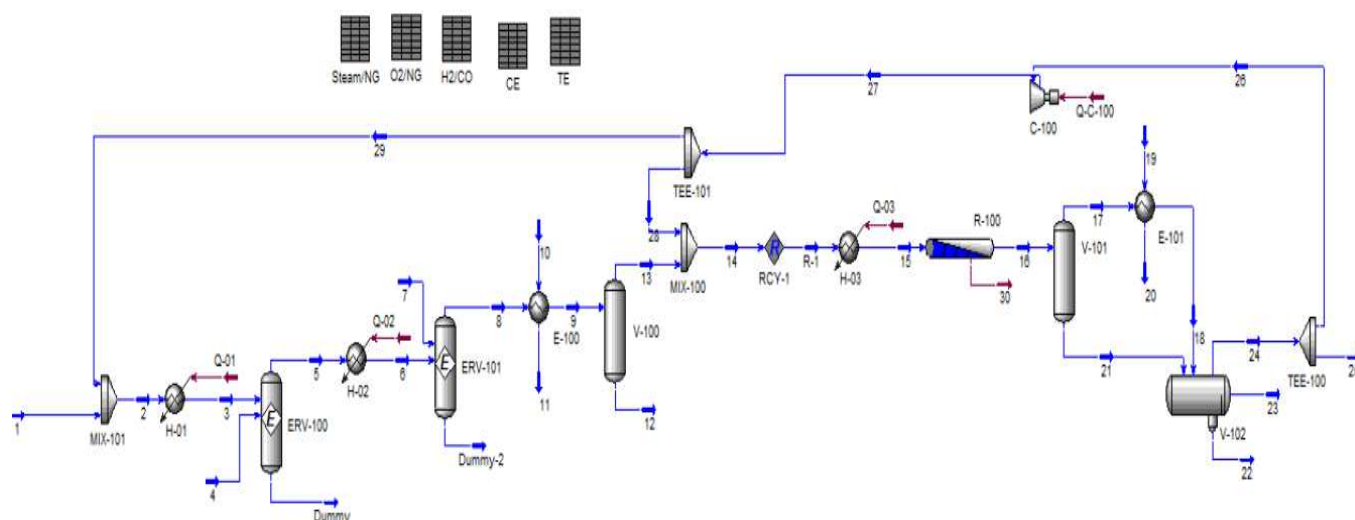 Steam/NG O2/NG H2/CO CE TE
26
27
Q-C-100
C-100
29
TEE-101
19
Q-03 R-100 17
28 V-101 E-101
10
13 14 R-1 15 16
MIX-100 RCY-1 H-03 30 20
7
8 9
Q-02 E-100 V-100 18
ERV-101
Q-01 5 6 21 24
H-02 11 TEE-100
2 3 12 23
1 MIX-101 H-01 ERV-100 V-102
Dummy-2 22
4
Dummy